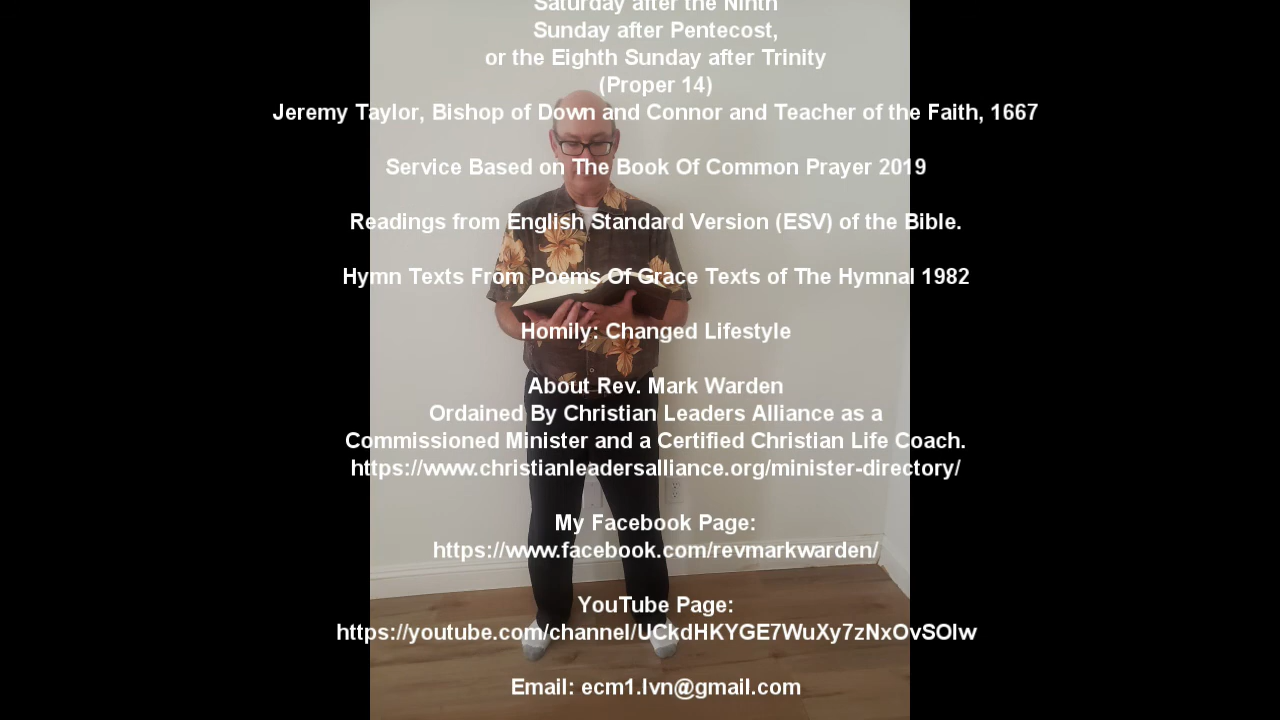 Saturday after the Ninth
Sunday after Pentecost,
or the Eighth Sunday after Trinity
(Proper 14)
Jeremy Taylor, Bishop of Down and Connor and Teacher of the Faith, 1667
Service Based on The Book Of Common Prayer 2019
Readings from English Standard Version (ESV) of the Bible.
Hymn Texts From Poems Of Grace Texts of The Hymnal 1982
Homily: Changed Lifestyle
About Rev. Mark Warden
Ordained By Christian Leaders Alliance as a
Commissioned Minister and a Certified Christian Life Coach.
https://www.christianleadersalliance.org/minister-directory/
My Facebook Page:
https://www.facebook.com/revmarkwarden/
YouTube Page:
https://youtube.com/channel/UCkdHKYGE7WuXy7zNxOvSOlw
Email: ecm1.lvn@gmail.com